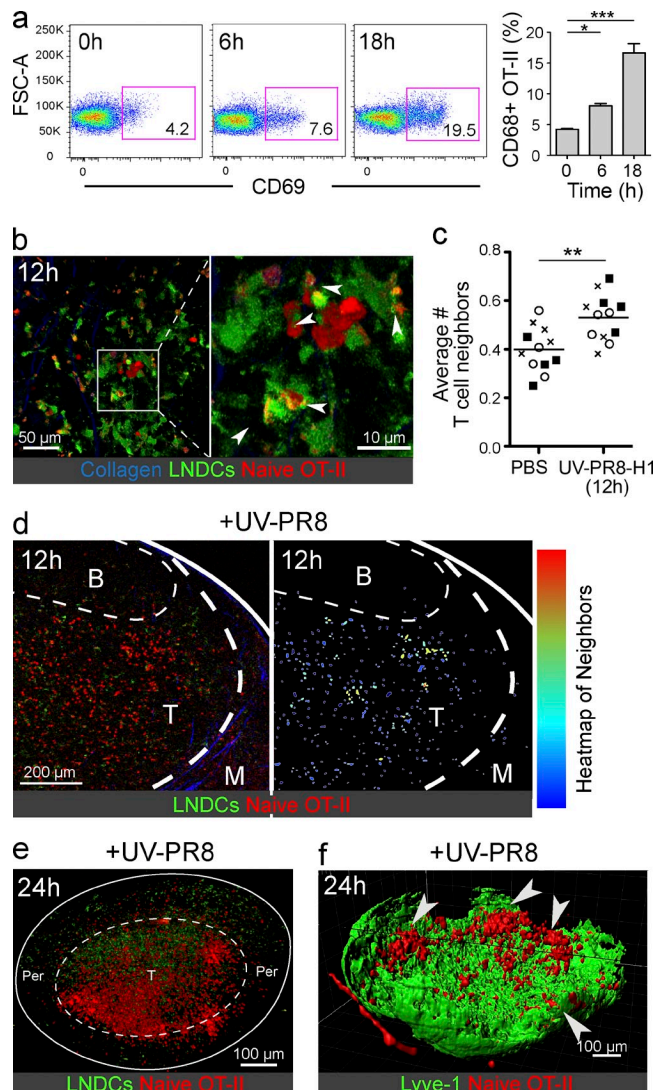 a
0h
6h
18h
250K
200K
150K
100K
50K
0
FSC-A
4.2
7.6
19.5
0
0
0
CD69
CD68+ OT-II (%)
20
15
10
5
0
0
6
18
Time (h)
*
***
b
12h
50 µm
10 µm
Collagen LNDCs Naive OT-II
c
Average #
T cell neighbors
0.8
0.6
0.4
0.2
0.0
**
PBS
UV-PR8-H1
(12h)
d
+UV-PR8
12h
B
T
M
200 µm
12h
B
T
M
LNDCs Naive OT-II
Heatmap of Neighbors
e
+UV-PR8
24h
Per
T
Per
100 µm
LNDCs Naive OT-II
f
+UV-PR8
24h
100 µm
Lyve-1 Naive OT-II